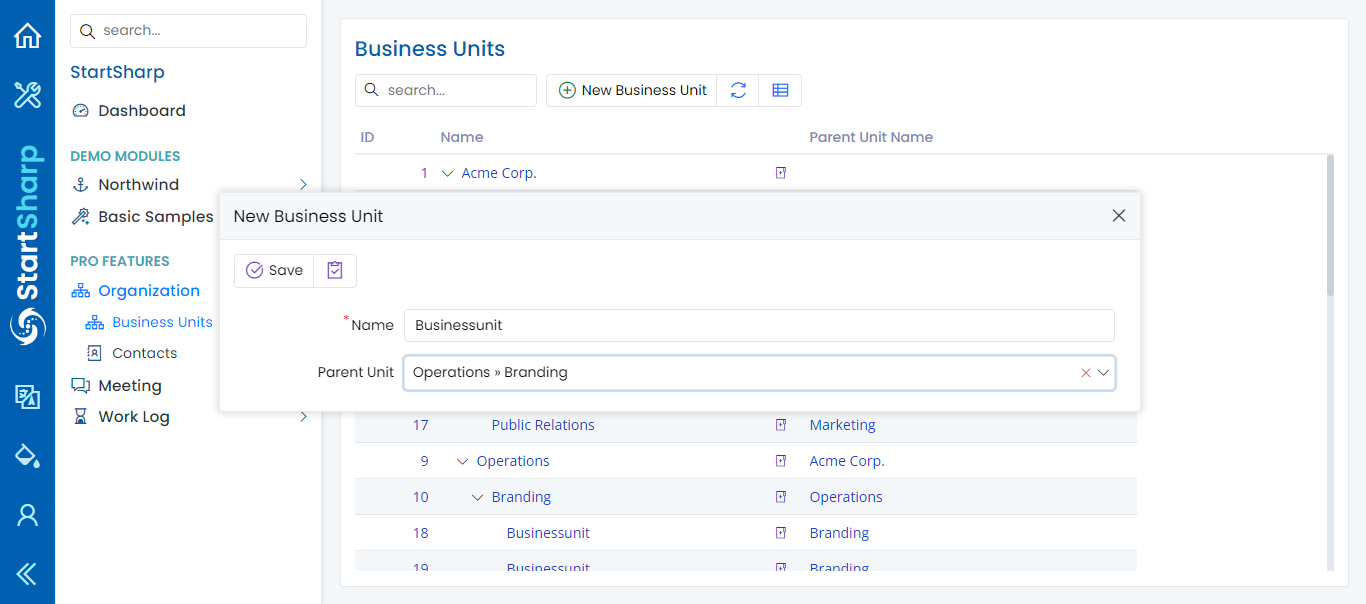 search...
StartSharp
Dashboard
DEMO MODULES
Northwind
Basic Samples
PRO FEATURES
Organization
Business Units
Contacts
Meeting
Work Log
StartSharp
Business Units
search...
New Business Unit
ID Name Parent Unit Name
1 Acme Corp.
New Business Unit
Save
* Name Businessunit
Parent Unit Operations » Branding
17 Public Relations Marketing
9 Operations Acme Corp.
10 Branding Operations
18 Businessunit Branding
19 Businessunit Branding